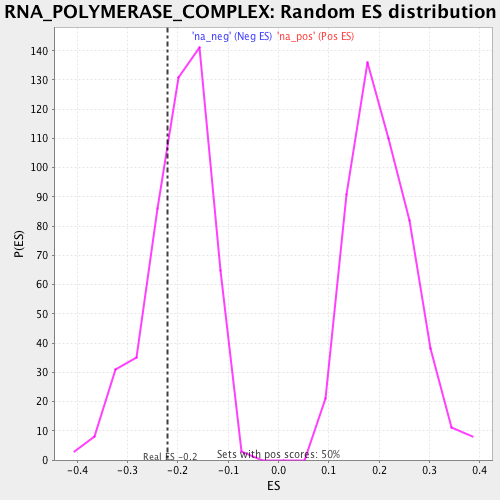 RNA_POLYMERASE_COMPLEX: Random ES distribution
'na_neg' (Neg ES) 'na_pos' (Pos ES)
140
130
120
110
100
90
80
70
60
50
40
30
20
10
0
P(ES)
Real ES -0.2
Sets with pos scores: 50%
-0.4 -0.3 -0.2 -0.1 0.0 0.1 0.2 0.3 0.4
ES